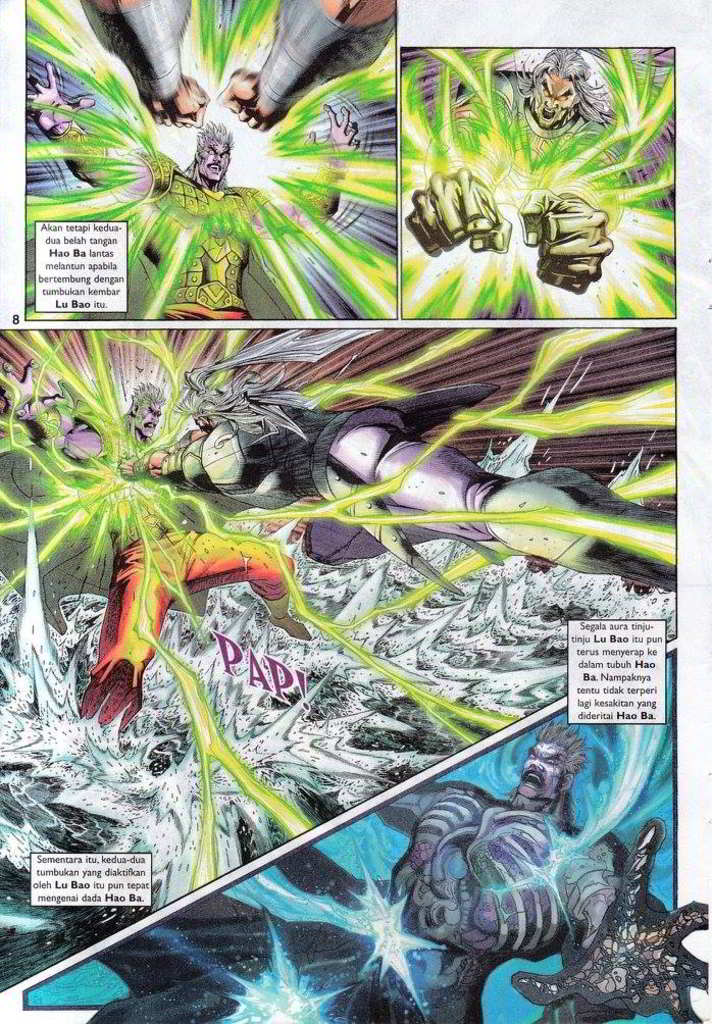 Akan tetapi kedua-
dua belah tangan
Hao Ba lantas
melantun apabila
bertembung dengan
tumbukan kembar
Lu Bao itu.
8
PAP!
Segala aura tinju-
tinju Lu Bao itu pun
terus menyerap ke
dalam tubuh Hao
Ba. Nampaknya
tentu tidak terperi
lagi kesakitan yang
dideritai Hao Ba.
Sementara itu, kedua-dua
tumbukan yang diaktifkan
oleh Lu Bao itu pun tepat
mengenai dada Hao Ba.